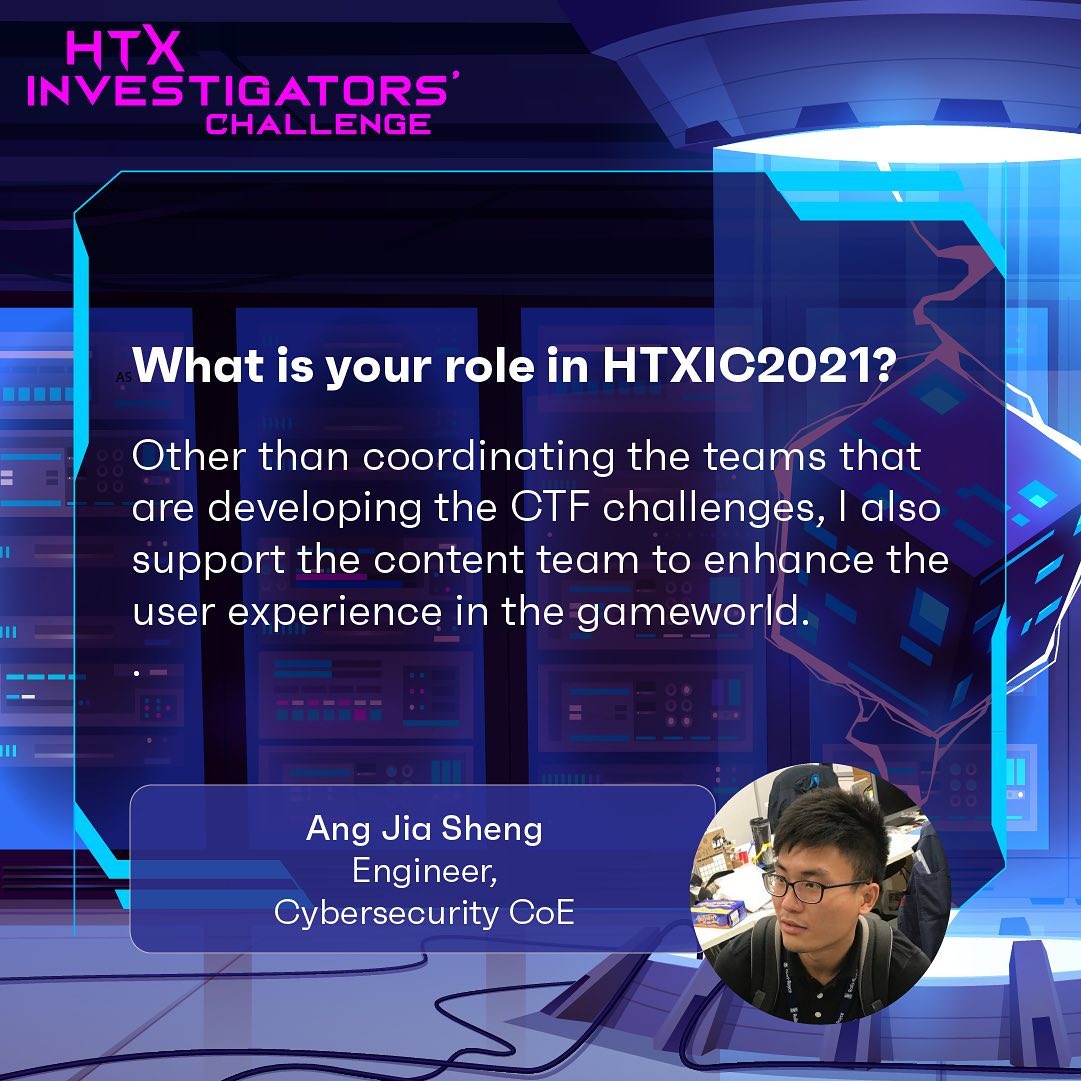 HTX
INVESTIGATORS'
CHALLENGE
What is your role in HTXIC2021?
Other than coordinating the teams that
are developing the CTF challenges, I also
support the content team to enhance the
user experience in the gameworld.
.
Ang Jia Sheng
Engineer,
Cybersecurity CoE
AS